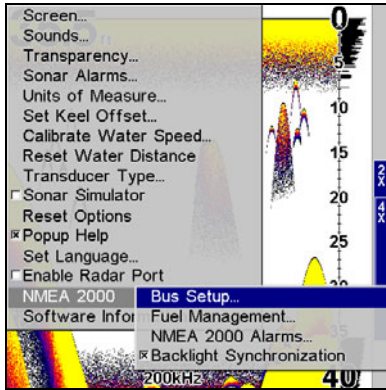 Screen...
Sounds...
Transparency...
Sonar Alarms...
Units of Measure...
Set Keel Offset...
Calibrate Water Speed...
Reset Water Distance
Transducer Type...
Sonar Simulator
Reset Options
Popup Help
Set Language...
Enable Radar Port
NMEA 2000
Software Infor
Bus Setup...
Fuel Management...
NMEA 2000 Alarms...
Backlight Synchronization
200kHz
0
5
10
15
20
25
30
35
40
2X
4X